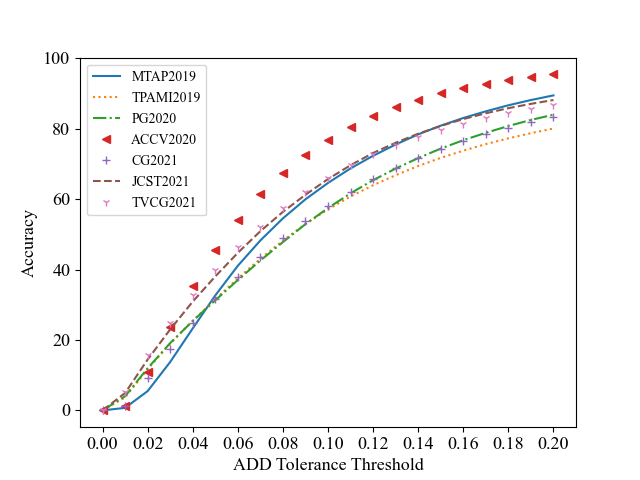 100
80
60
40
20
0
Accuracy
MTAP2019
TPAMI2019
PG2020
ACCV2020
CG2021
JCST2021
TVCG2021
0.00 0.02 0.04 0.06 0.08 0.10 0.12 0.14 0.16 0.18 0.20
ADD Tolerance Threshold